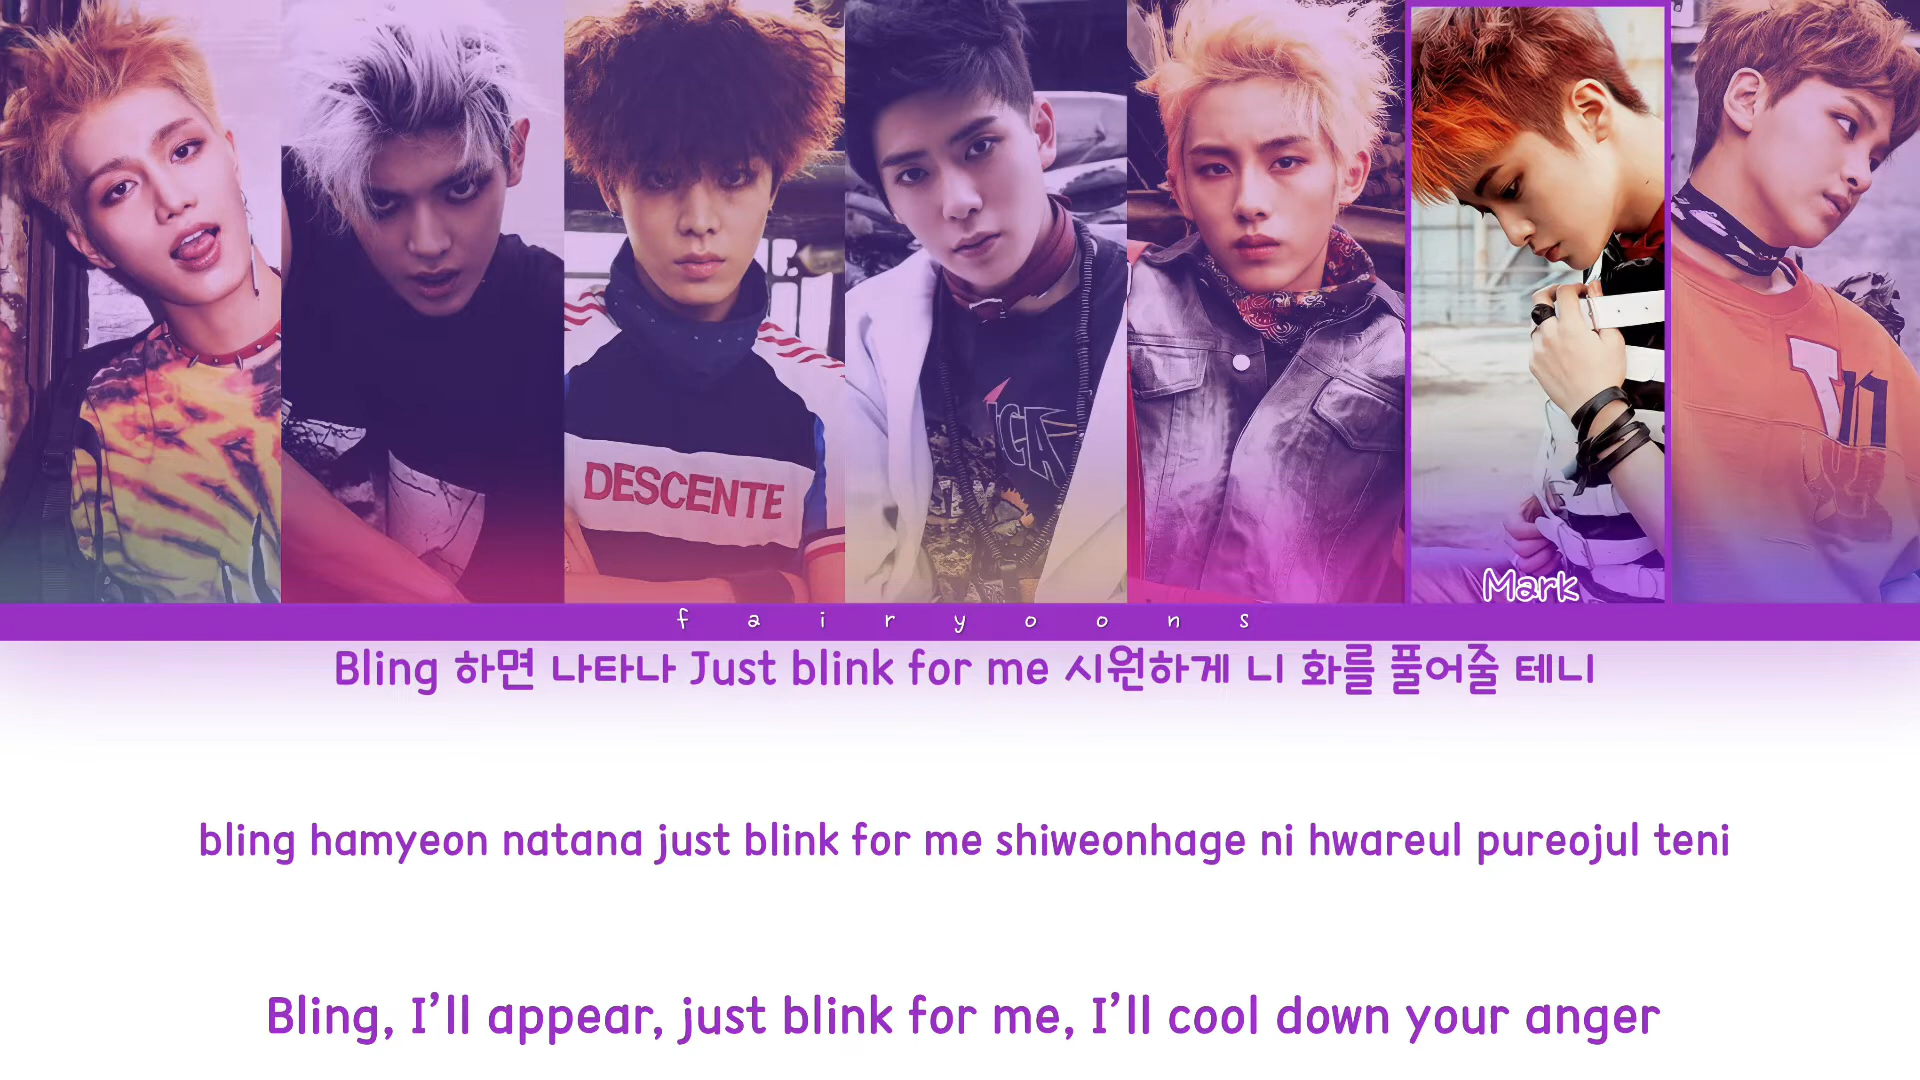 DESCENTE
ICA
Mark
fairyoons
Bling 하면 나타나 Just blink for me 시원하게 니 화를 풀어줄 테니
bling hamyeon natana just blink for me shiweonhage ni hwareul pureojul teni
Bling, I’ll appear, just blink for me, I’ll cool down your anger